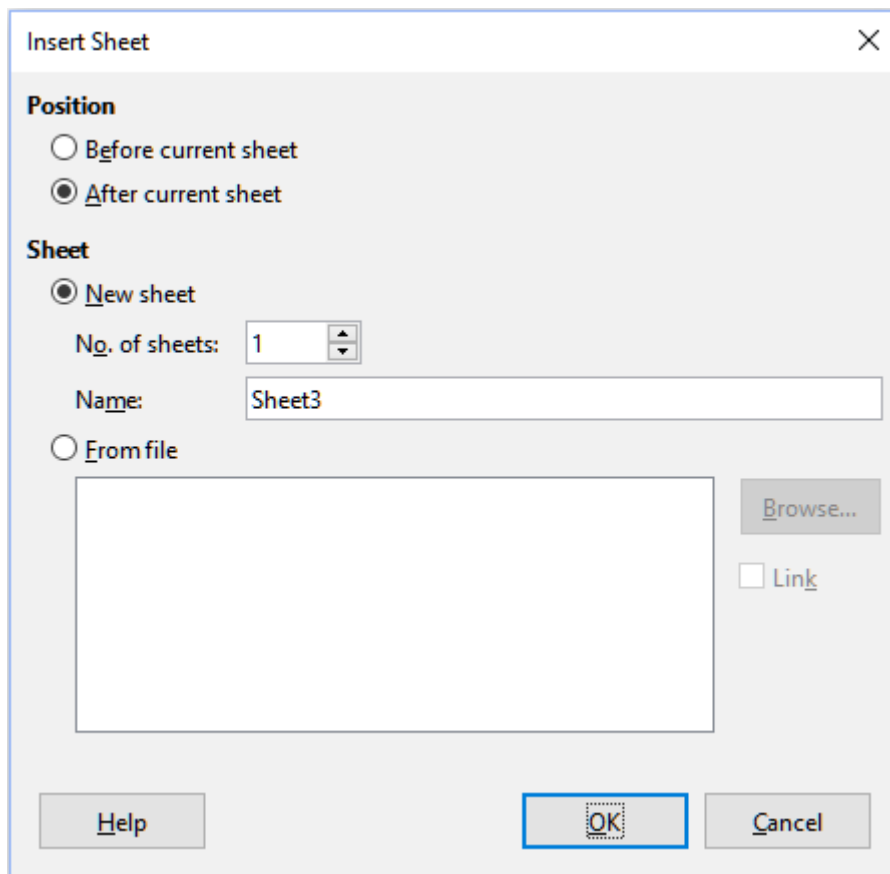 Insert Sheet
Position
Before current sheet
After current sheet
Sheet
New sheet
No. of sheets: 1
Name: Sheet3
From file
Browse...
Link
Help OK Cancel